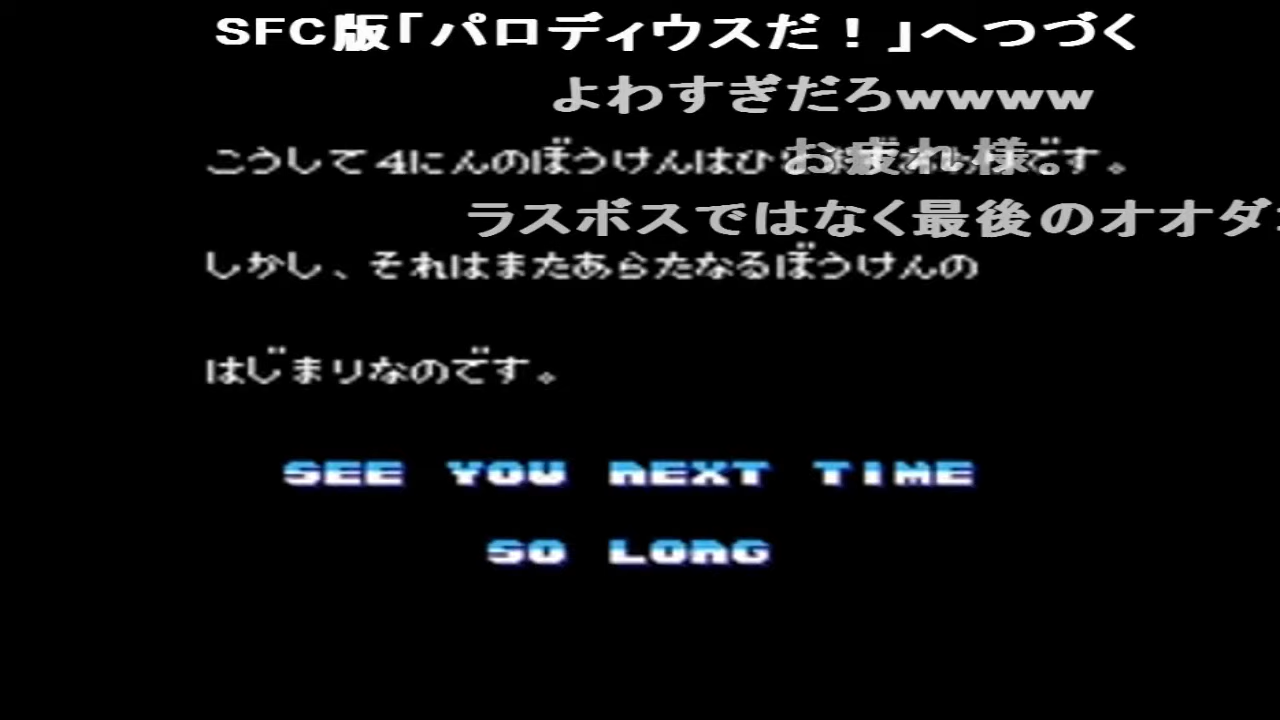 SFC版「パロディウスだ！」へつづく
よわすぎだろwwww
お疲れ様。
こうして４にんのぼうけんはひ
です。
ラスボスではなく最後のオオダ
しかし、それはまたあらたなるぼうけんの
はじまりなのです。
SEE YOU NEXT TIME
SO LONG